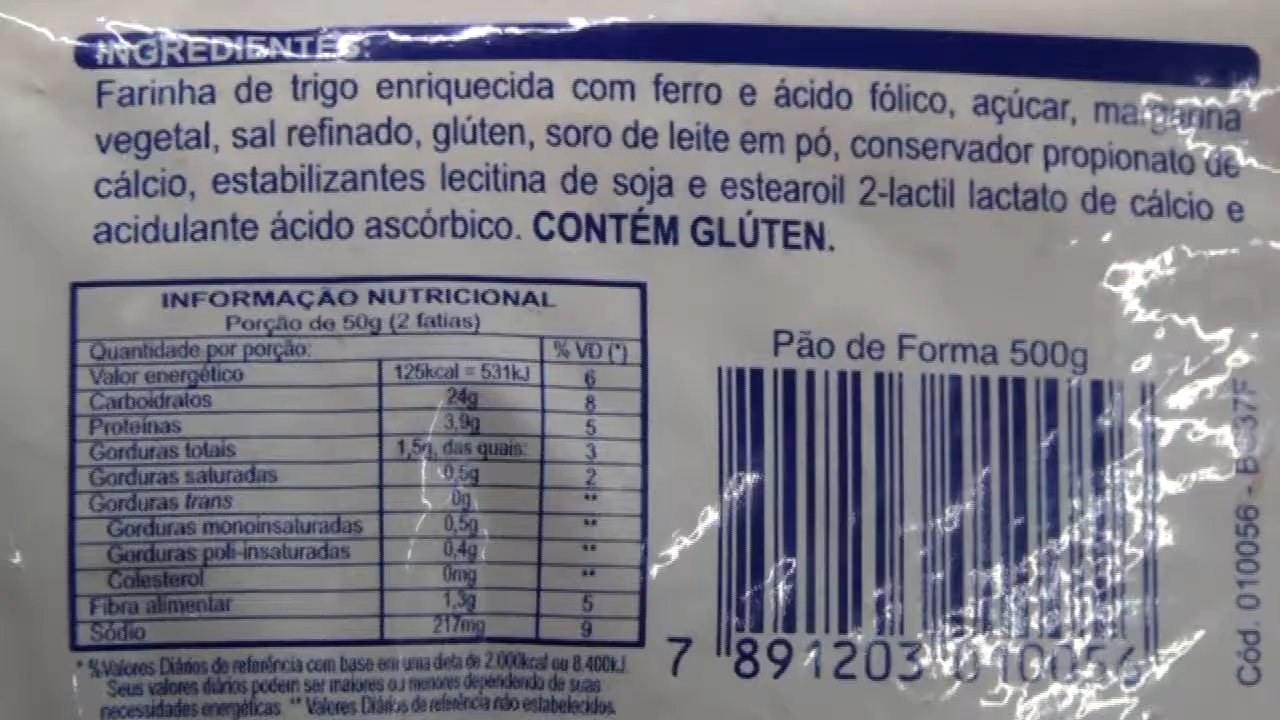 INGREDIENTES:
Farinha de trigo enriquecida com ferro e ácido fólico, açúcar, margarina
vegetal, sal refinado, glúten, soro de leite em pó, conservador propionato de
cálcio, estabilizantes lecitina de soja e estearoil 2-lactil lactato de cálcio e
acidulante ácido ascórbico. CONTÉM GLÚTEN.
INFORMAÇÃO NUTRICIONAL
Porção de 50g (2 fatias)
Quantidade por porção: % VD (*)
Valor energético 125kcal = 531kJ 6
Carboidratos 24g 8
Proteínas 3,9g 5
Gorduras totais 1,5g, das quais: 3
Gorduras saturadas 0,5g 2
Gorduras trans 0g **
Gorduras monoinsaturadas 0,5g **
Gorduras poli-insaturadas 0,4g **
Colesterol 0mg **
Fibra alimentar 1,3g 5
Sódio 217mg 9
* % Valores Diários de referência com base em uma dieta de 2.000kcal ou 8.400kJ.
Seus valores diários podem ser maiores ou menores dependendo de suas
necessidades energéticas. ** Valores Diários de referência não estabelecidos.
Pão de Forma 500g
7 891203 010056
Cód. 010056 -